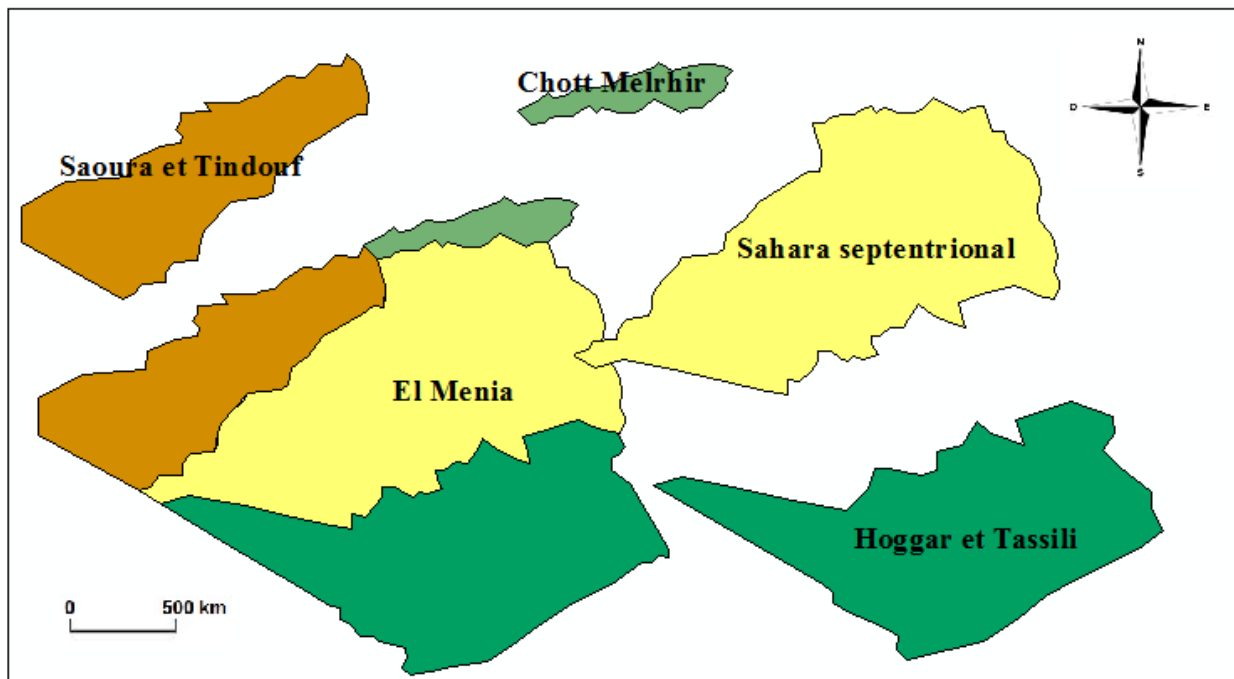 N
Chott Melrhir
O
E
Saoura et Tindouf
S
Sahara septentrional
El Menia
Hoggar et Tassili
0
500 km